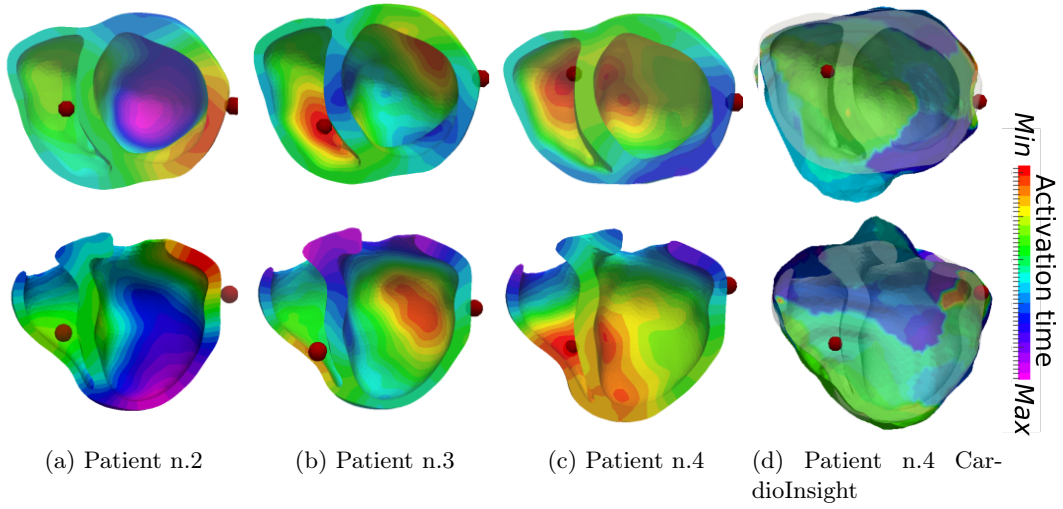 Min
Activation time
Max
(a) Patient n.2
(b) Patient n.3
(c) Patient n.4
(d) Patient n.4 Car-
dioInsight